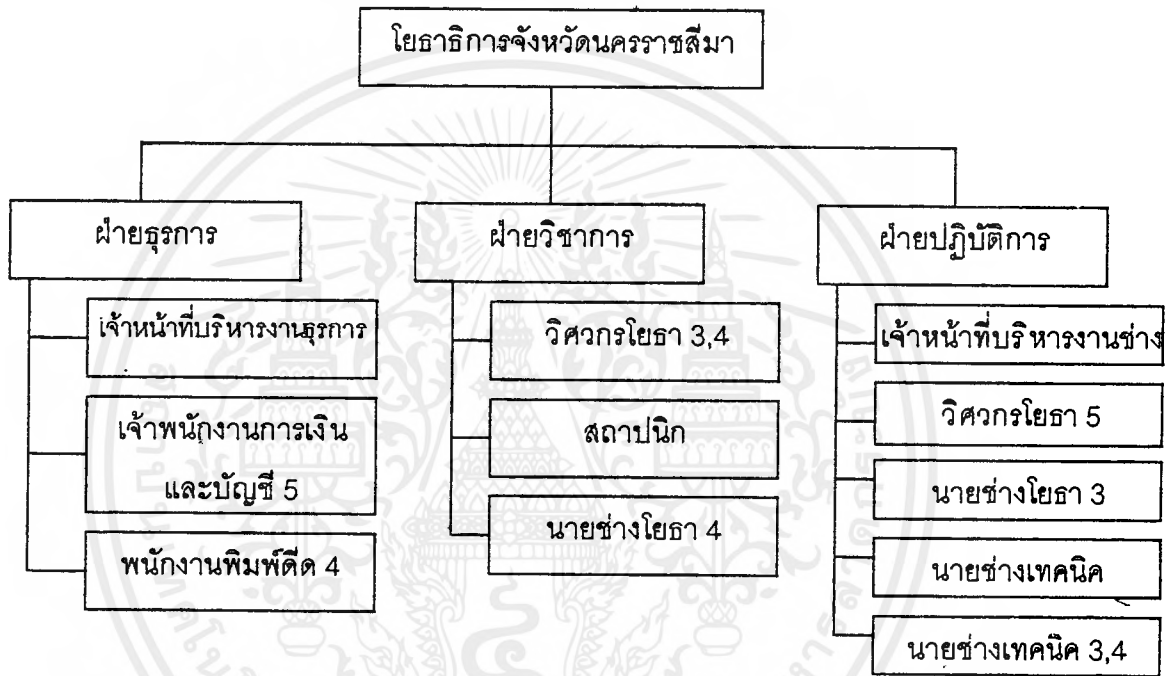 โยธาธิการจังหวัดนครราชสีมา
ฝ่ายธุรการ
เจ้าหน้าที่บริหารงานธุรการ
เจ้าพนักงานการเงิน
และบัญชี 5
พนักงานพิมพ์ดีด 4
ฝ่ายวิชาการ
วิศวกรโยธา 3,4
สถาปนิก
นายช่างโยธา 4
ฝ่ายปฏิบัติการ
เจ้าหน้าที่บริหารงานช่าง
วิศวกรโยธา 5
นายช่างโยธา 3
นายช่างเทคนิค
นายช่างเทคนิค 3,4